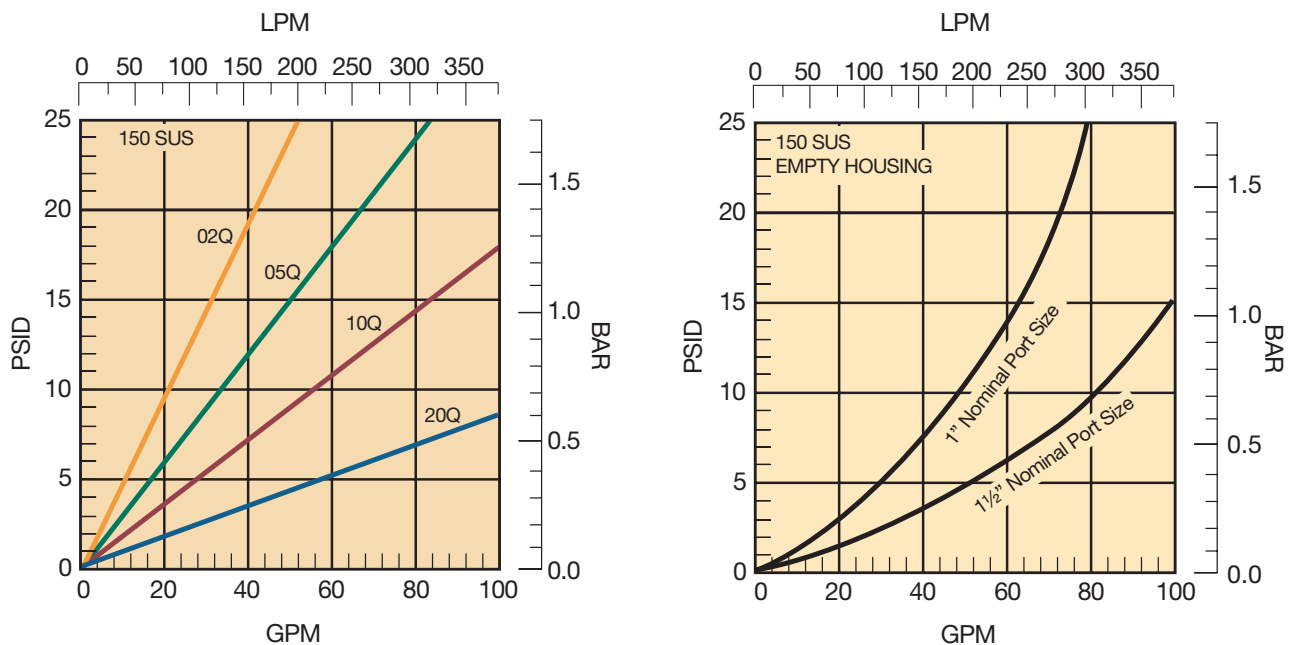 LPM
0 50 100 150 200 250 300 350
25
20
15
10
5
0
PSID
150 SUS
02Q
05Q
10Q
20Q
1.5
1.0
0.5
0.0
BAR
0 20 40 60 80 100
GPM
LPM
0 50 100 150 200 250 300 350
25
20
15
10
5
0
PSID
150 SUS
EMPTY HOUSING
1” Nominal Port Size
1½” Nominal Port Size
1.5
1.0
0.5
0.0
BAR
0 20 40 60 80 100
GPM